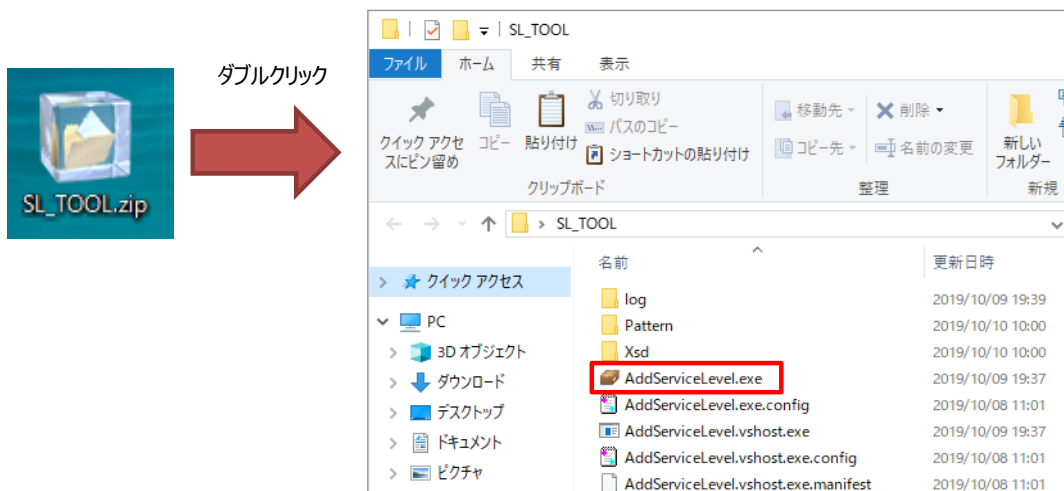 SL_TOOL.zip
ダブルクリック
SL_TOOL
ファイル ホーム 共有 表示
クイック アクセ
スにピン留め
コピー
貼り付け
切り取り
パスのコピー
ショートカットの貼り付け
クリップボード
移動先
コピー先
削除
名前の変更
整理
新しい
フォルダー
新規
SL_TOOL
クイック アクセス
PC
3D オブジェクト
ダウンロード
デスクトップ
ドキュメント
ピクチャ
名前 更新日時
log 2019/10/09 19:39
Pattern 2019/10/10 10:00
Xsd 2019/10/10 10:00
AddServiceLevel.exe 2019/10/09 19:37
AddServiceLevel.exe.config 2019/10/08 11:01
AddServiceLevel.vshost.exe 2019/10/09 19:37
AddServiceLevel.vshost.exe.config 2019/10/08 11:01
AddServiceLevel.vshost.exe.manifest 2019/10/08 11:01